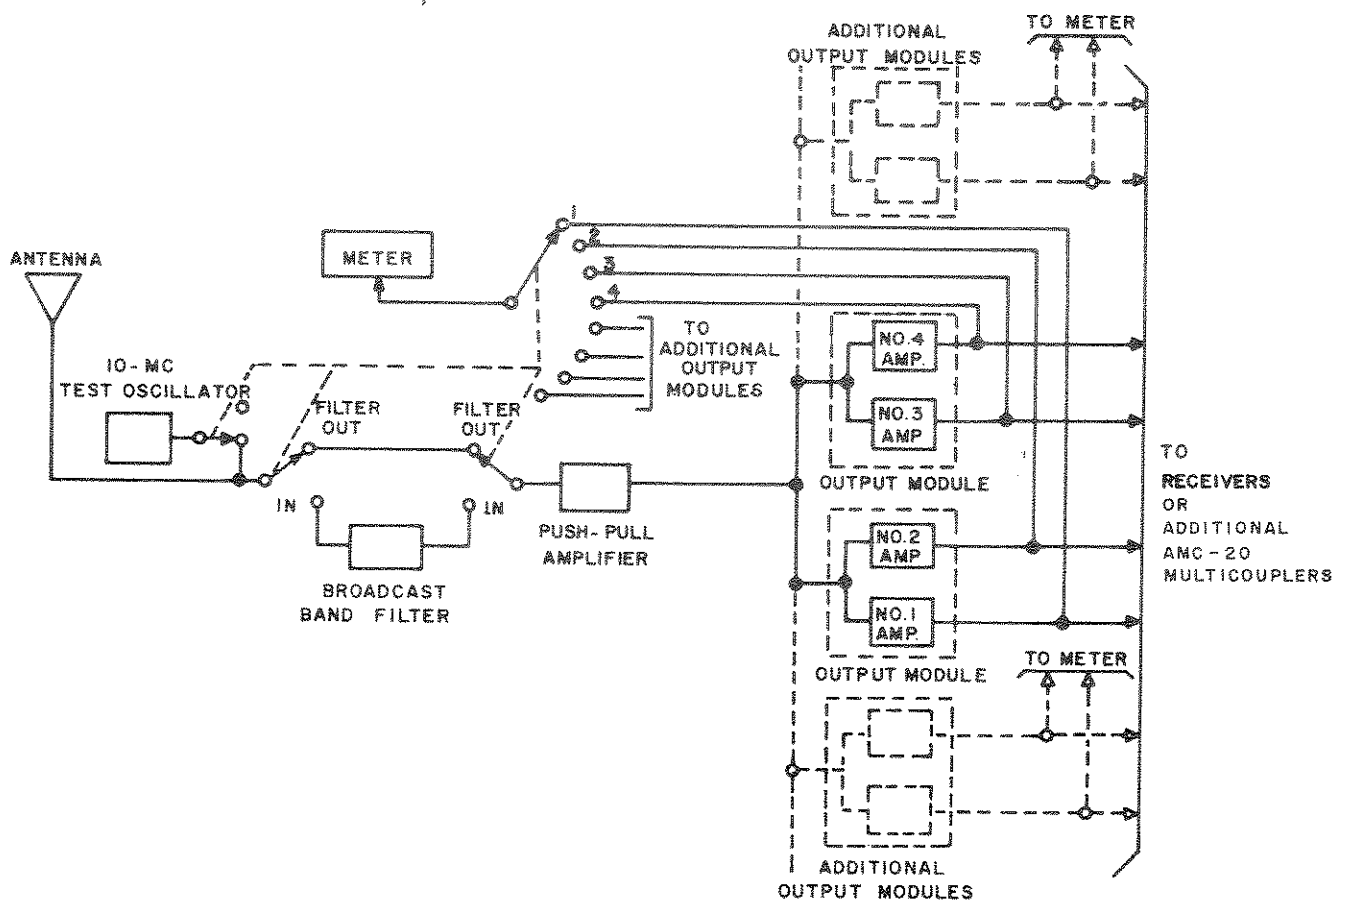 ADDITIONAL
OUTPUT MODULES
TO METER
ANTENNA
METER
1
2
3
4
TO
ADDITIONAL
OUTPUT
MODULES
10-MC
TEST OSCILLATOR
FILTER
OUT
FILTER
OUT
IN
IN
BROADCAST
BAND FILTER
PUSH-PULL
AMPLIFIER
NO.4
AMP.
NO.3
AMP
OUTPUT MODULE
NO.2
AMP
NO.1
AMP.
OUTPUT MODULE
TO
RECEIVERS
OR
ADDITIONAL
AMC-20
MULTICOUPLERS
TO METER
ADDITIONAL
OUTPUT MODULES